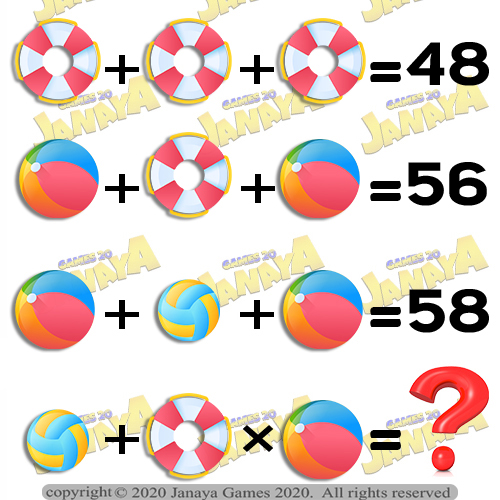 + + =48
+ + =56
+ + =58
+ × =?
GAMES 20
JANAYA
copyright © 2020 Janaya Games 2020. All rights reserved